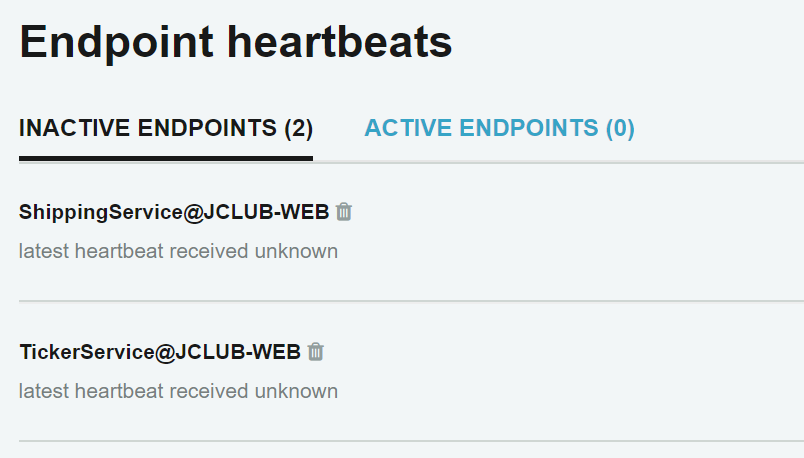 Endpoint heartbeats
INACTIVE ENDPOINTS (2) ACTIVE ENDPOINTS (0)
ShippingService@JCLUB-WEB
latest heartbeat received unknown
TickerService@JCLUB-WEB
latest heartbeat received unknown